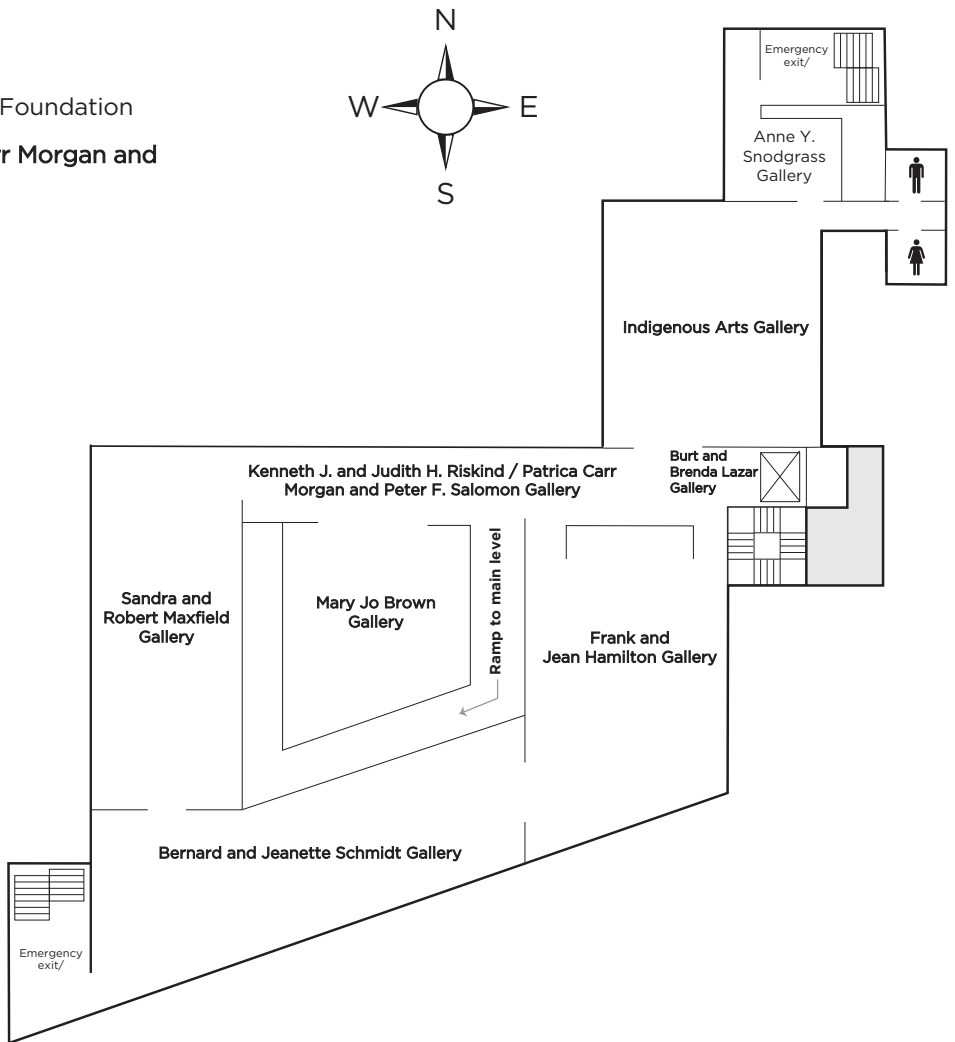 N
W
E
S
Foundation
r Morgan and
Emergency
exit/
Anne Y.
Snodgrass
Gallery
Indigenous Arts Gallery
Burt and
Brenda Lazar
Gallery
Kenneth J. and Judith H. Riskind / Patrica Carr
Morgan and Peter F. Salomon Gallery
Sandra and
Robert Maxfield
Gallery
Mary Jo Brown
Gallery
Ramp to main level
Frank and
Jean Hamilton Gallery
Bernard and Jeanette Schmidt Gallery
Emergency
exit/